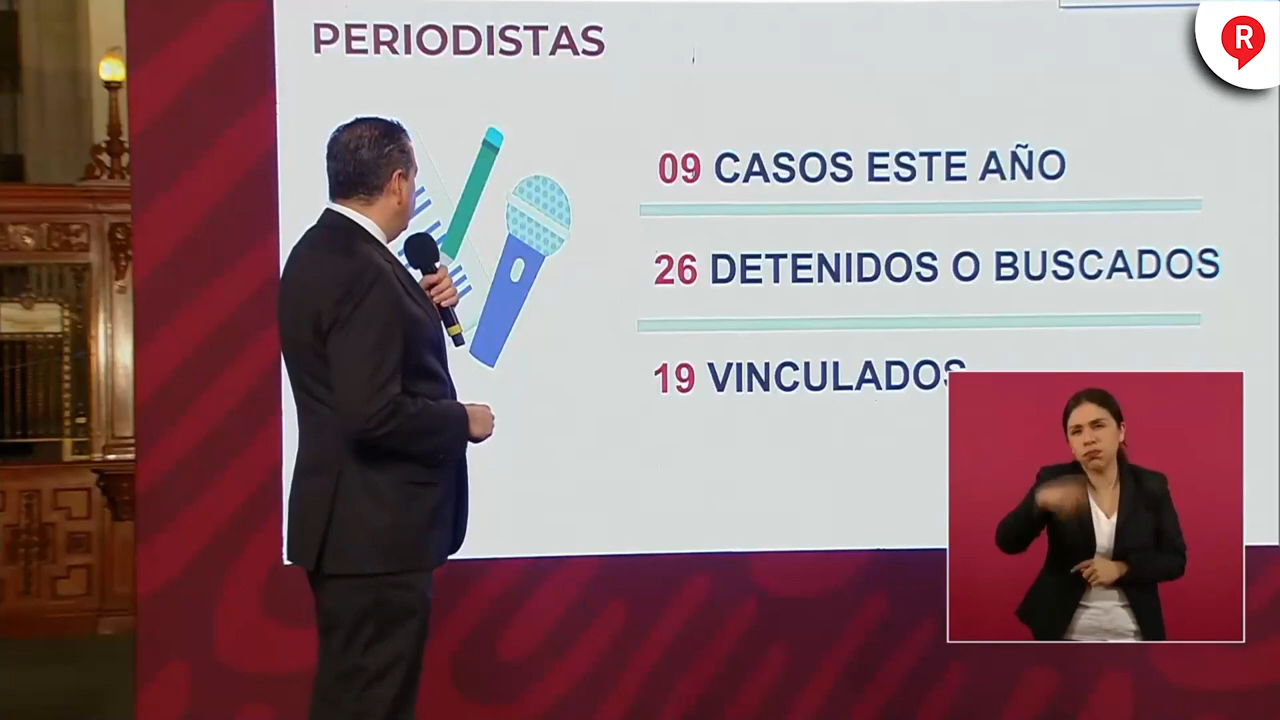 PERIODISTAS
R
09 CASOS ESTE AÑO
26 DETENIDOS O BUSCADOS
19 VINCULADOS